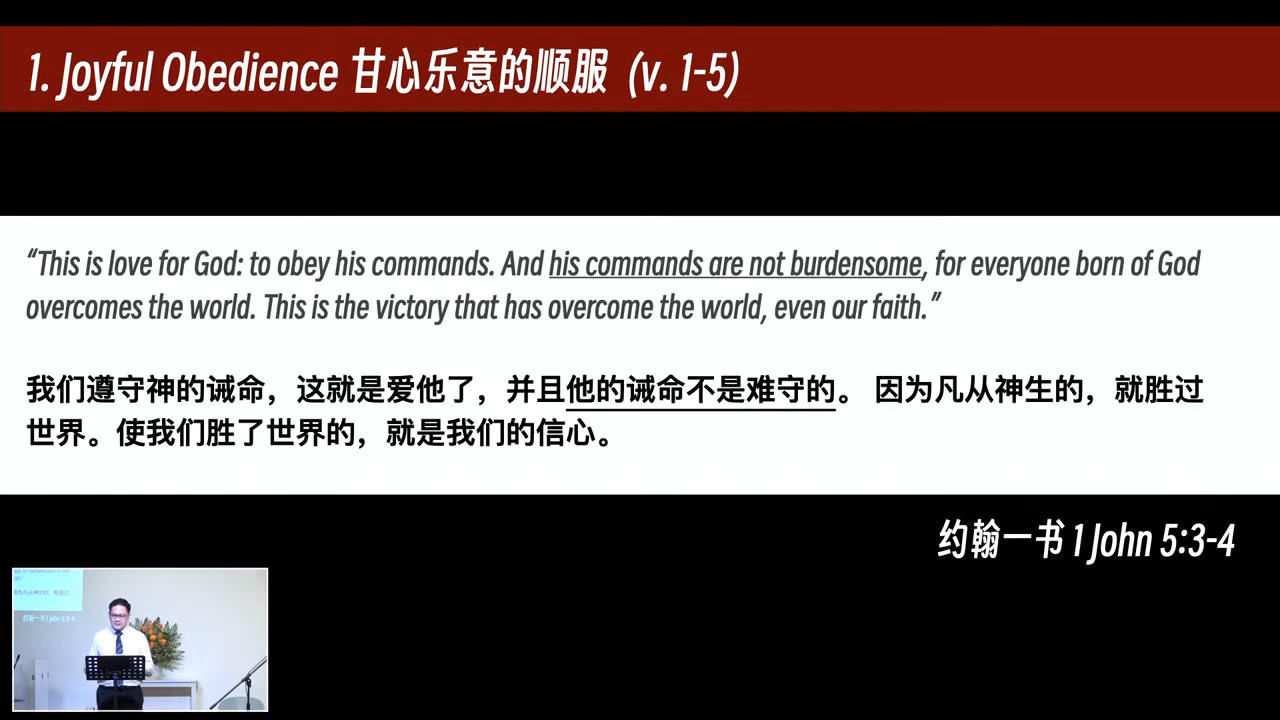 1. Joyful Obedience 甘心乐意的顺服 (v. 1-5)
“This is love for God: to obey his commands. And his commands are not burdensome, for everyone born of God
overcomes the world. This is the victory that has overcome the world, even our faith.”
我们遵守神的诫命，这就是爱他了，并且他的诫命不是难守的。 因为凡从神生的，就胜过
世界。使我们胜了世界的，就是我们的信心。
约翰一书 1 John 5:3-4